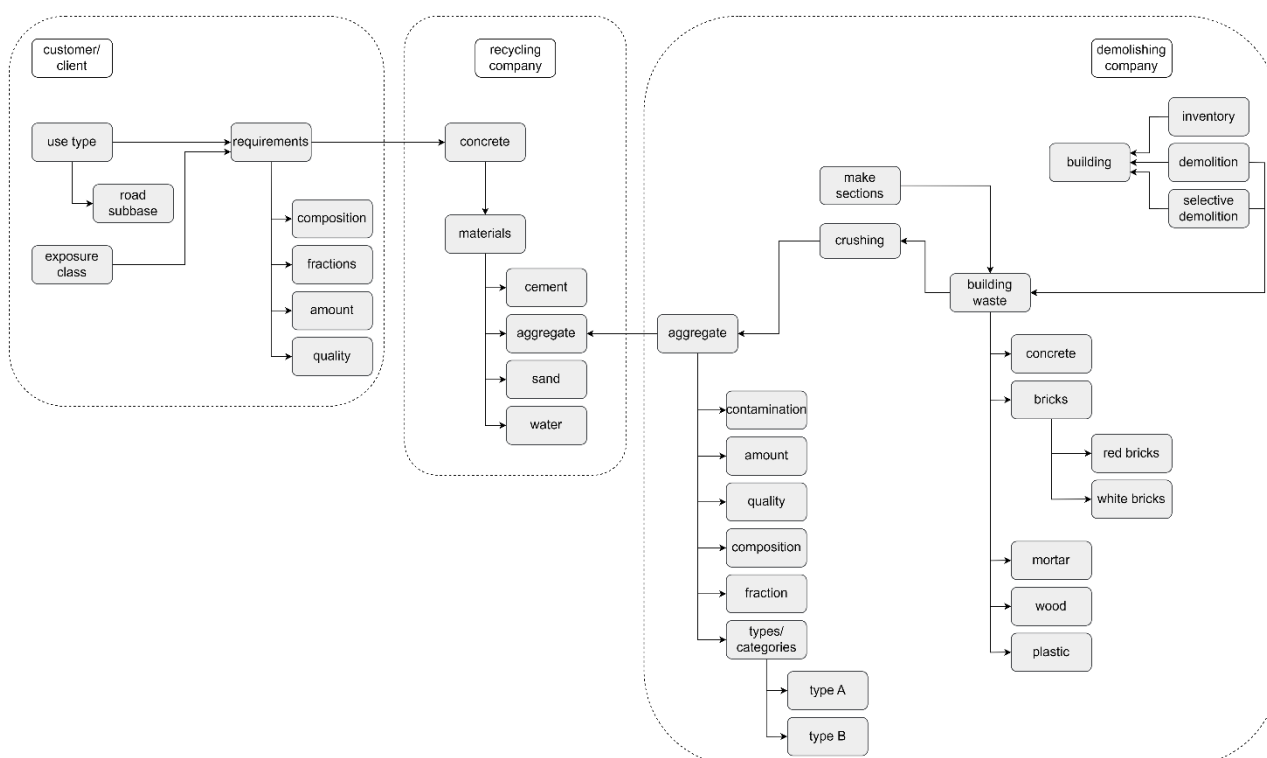 customer/
client
use type
requirements
road
subbase
exposure
class
composition
fractions
amount
quality
recycling
company
concrete
materials
cement
aggregate
sand
water
demolishing
company
inventory
building
demolition
selective
demolition
make
sections
crushing
building
waste
aggregate
concrete
bricks
red bricks
white bricks
mortar
wood
plastic
contamination
amount
quality
composition
fraction
types/
categories
type A
type B